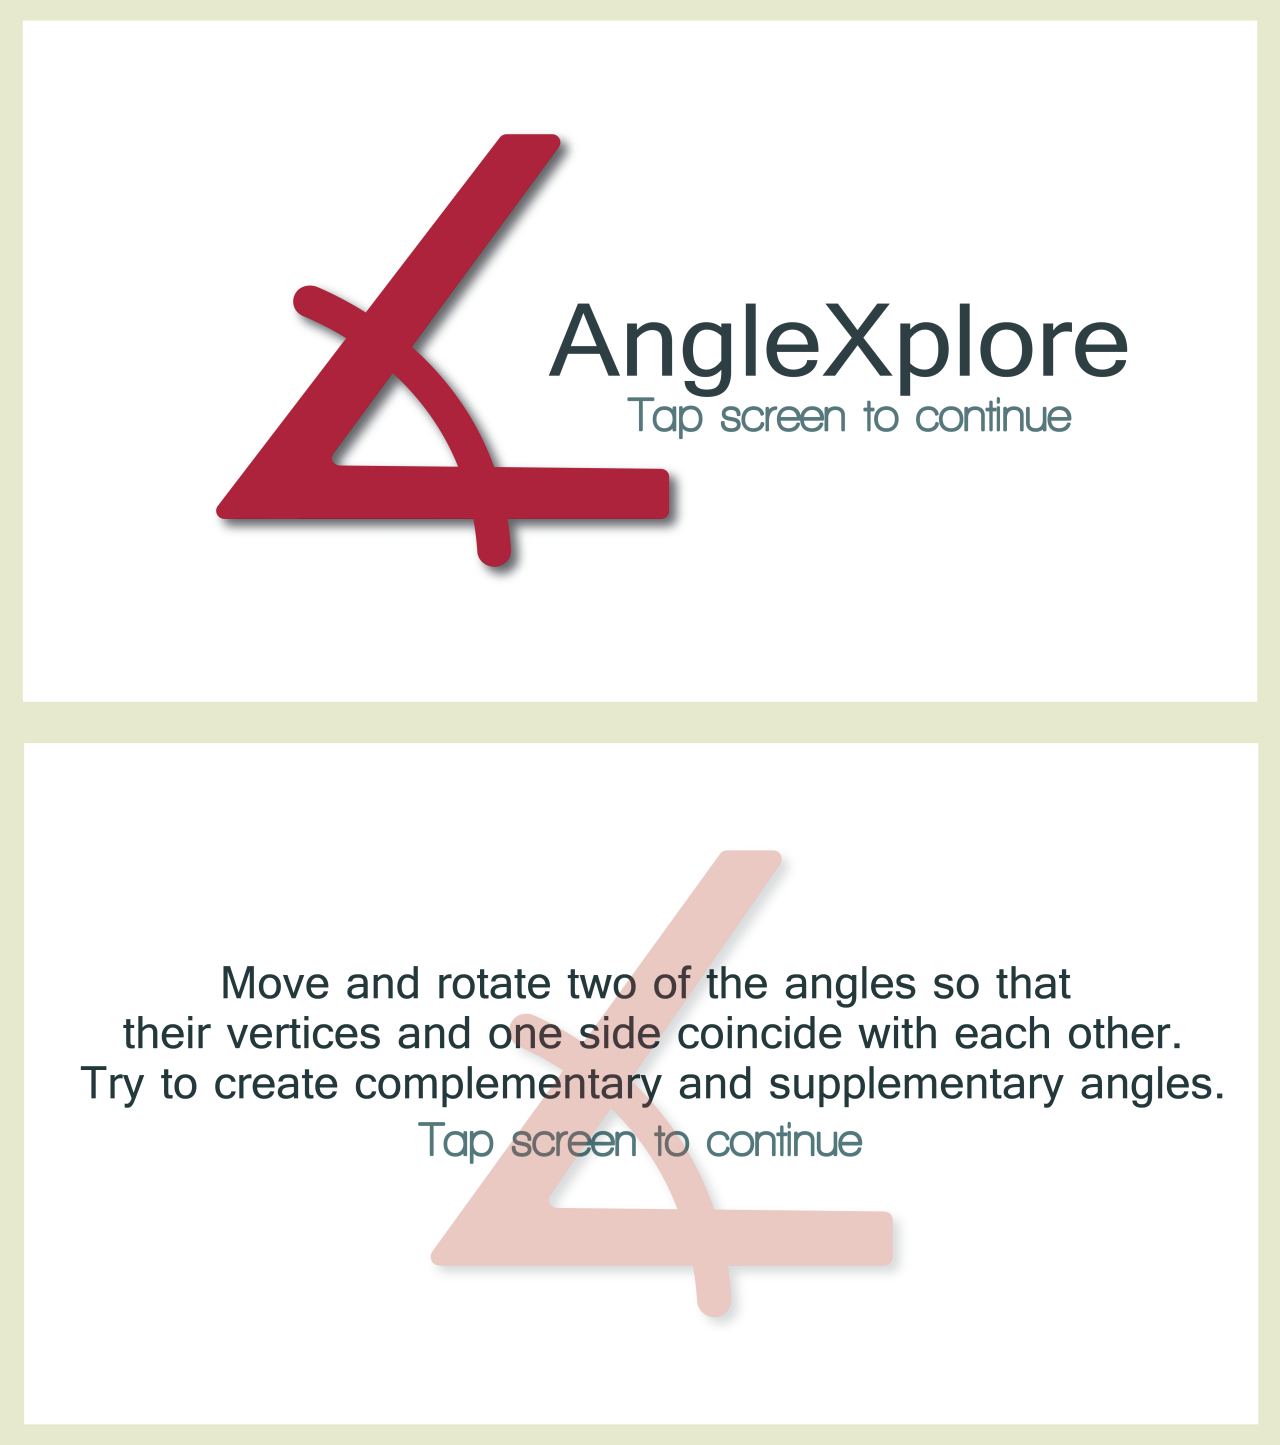 AngleXplore
Tap screen to continue
Move and rotate two of the angles so that
their vertices and one side coincide with each other.
Try to create complementary and supplementary angles.
Tap screen to continue